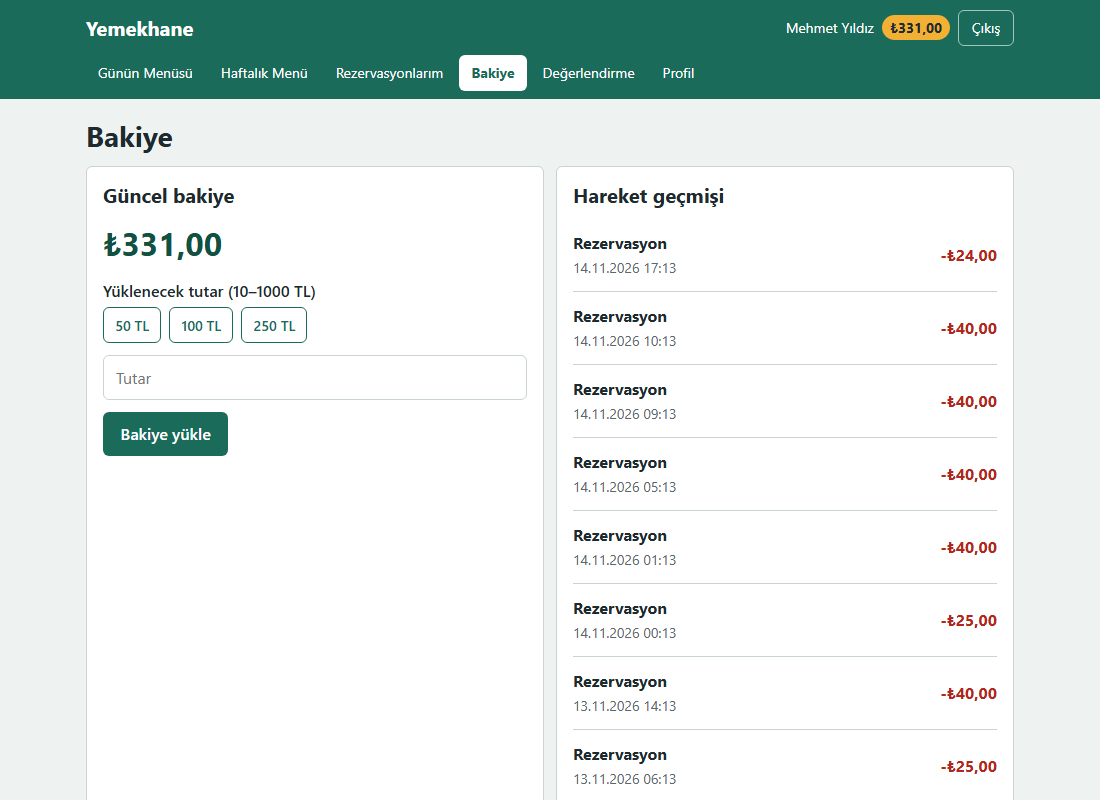 Yemekhane
Mehmet Yıldız ₺331,00 Çıkış
Günün Menüsü Haftalık Menü Rezervasyonlarım Bakiye Değerlendirme Profil
Bakiye
Güncel bakiye
₺331,00
Yüklenecek tutar (10–1000 TL)
50 TL 100 TL 250 TL
Tutar
Bakiye yükle
Hareket geçmişi
Rezervasyon
14.11.2026 17:13
-₺24,00
Rezervasyon
14.11.2026 10:13
-₺40,00
Rezervasyon
14.11.2026 09:13
-₺40,00
Rezervasyon
14.11.2026 05:13
-₺40,00
Rezervasyon
14.11.2026 01:13
-₺40,00
Rezervasyon
14.11.2026 00:13
-₺25,00
Rezervasyon
13.11.2026 14:13
-₺40,00
Rezervasyon
13.11.2026 06:13
-₺25,00